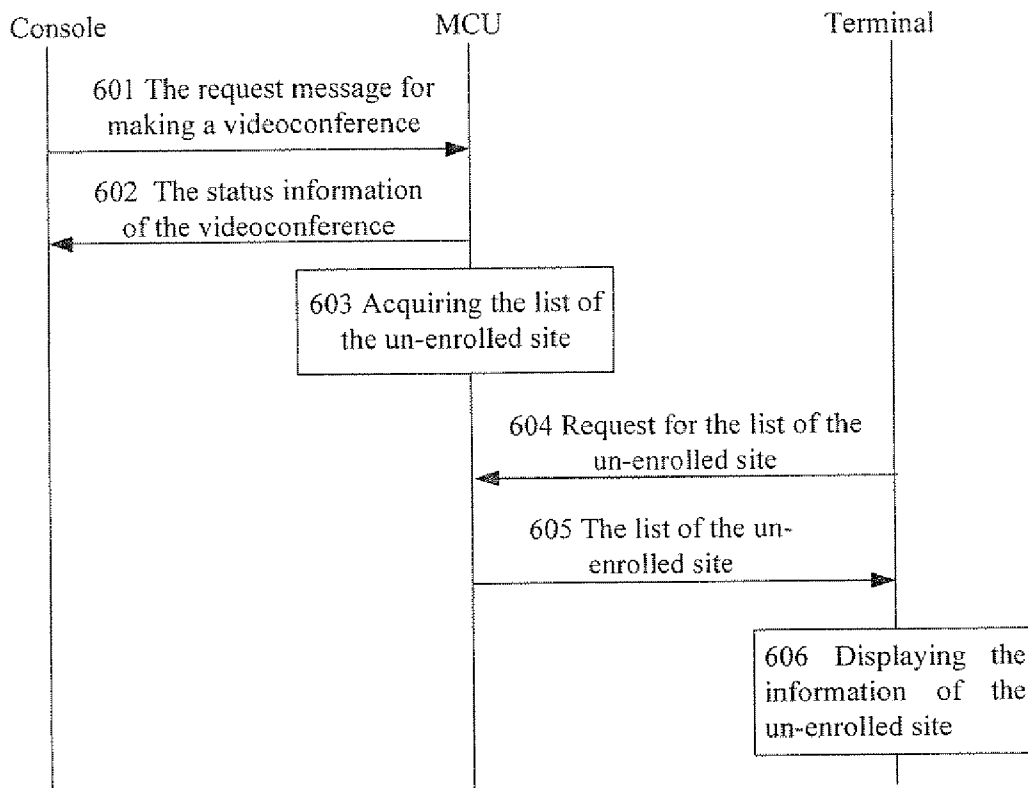 Console MCU Terminal
601 The request message for
making a videoconference
602 The status information
of the videoconference
603 Acquiring the list of
the un-enrolled site
604 Request for the list of the
un-enrolled site
605 The list of the un-
enrolled site
606 Displaying the
information of the
un-enrolled site